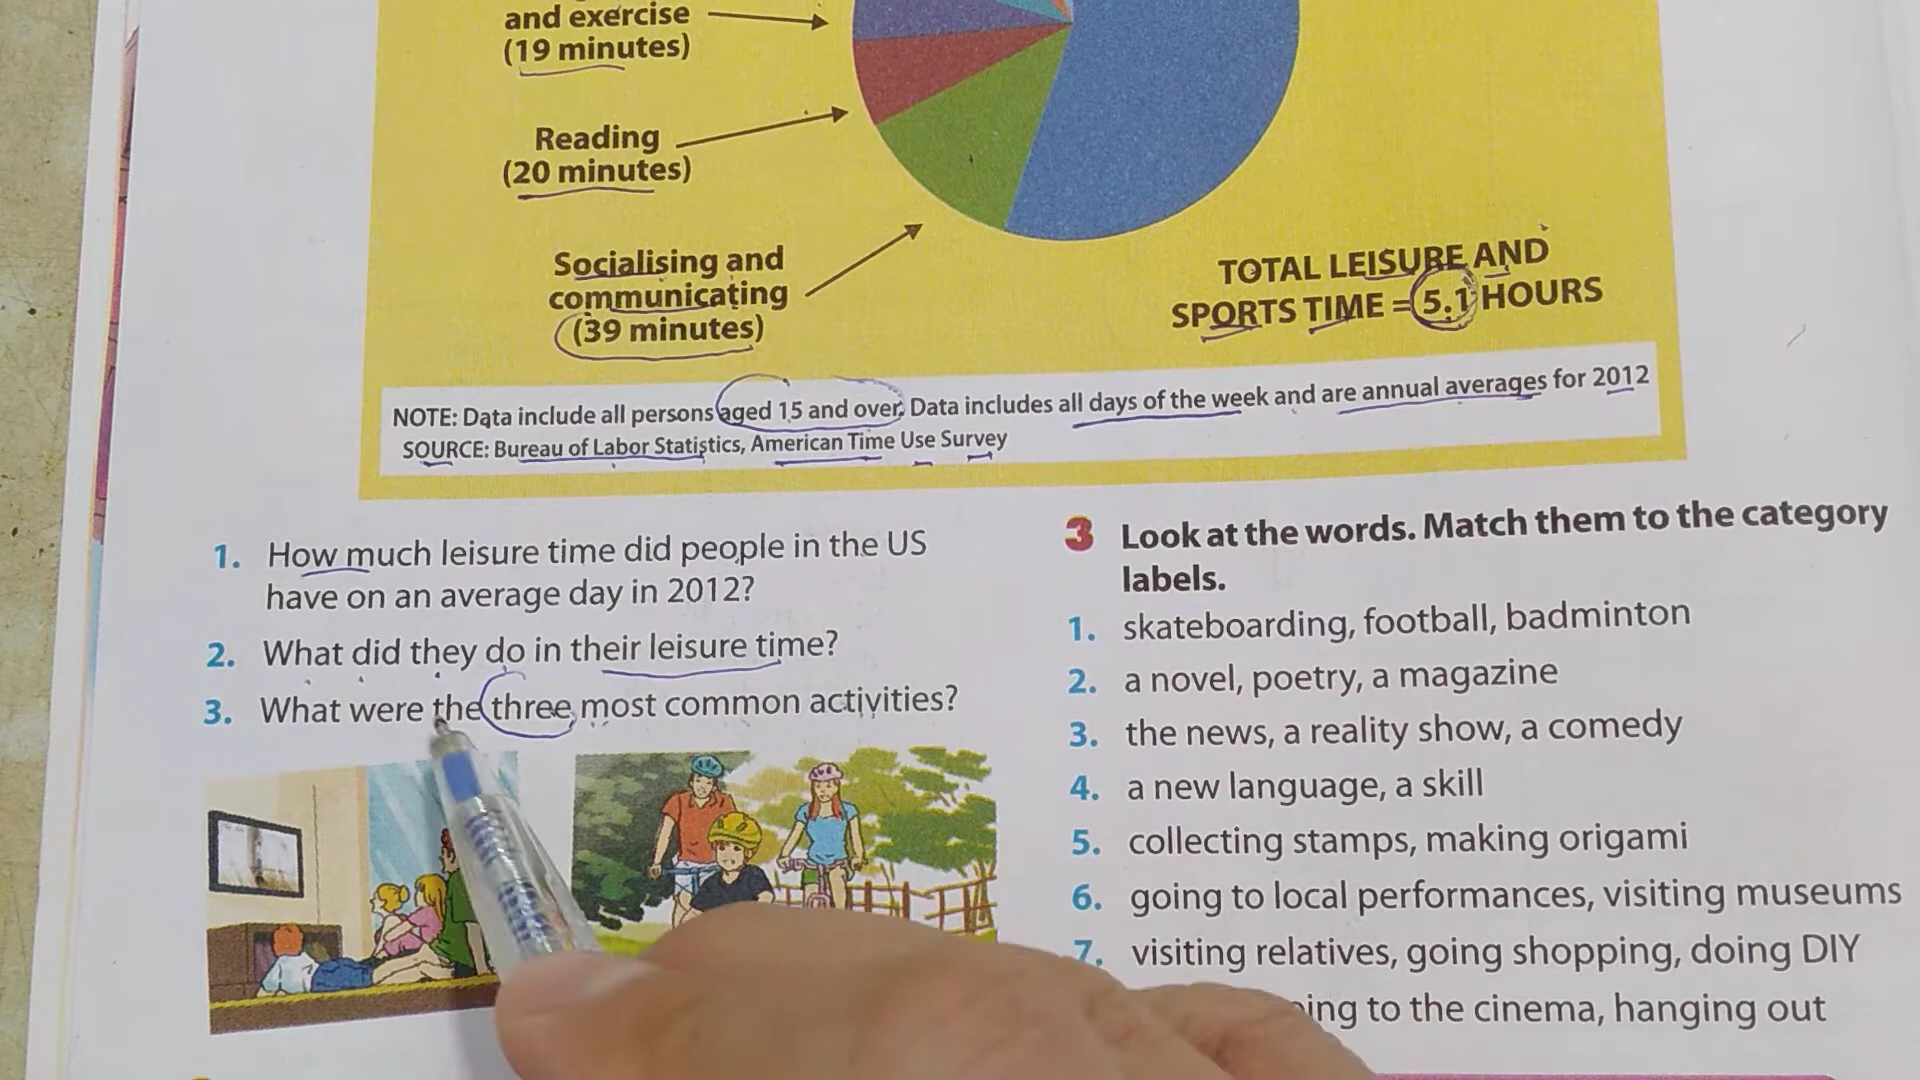 and exercise
(19 minutes)
Reading
(20 minutes)
Socialising and
communicating
(39 minutes)
TOTAL LEISURE AND
SPORTS TIME = 5.1 HOURS
NOTE: Data include all persons aged 15 and over. Data includes all days of the week and are annual averages for 2012
SOURCE: Bureau of Labor Statistics, American Time Use Survey
1. How much leisure time did people in the US
have on an average day in 2012?
2. What did they do in their leisure time?
3. What were the three most common activities?
3 Look at the words. Match them to the category
labels.
1. skateboarding, football, badminton
2. a novel, poetry, a magazine
3. the news, a reality show, a comedy
4. a new language, a skill
5. collecting stamps, making origami
6. going to local performances, visiting museums
7. visiting relatives, going shopping, doing DIY
to the cinema, hanging out